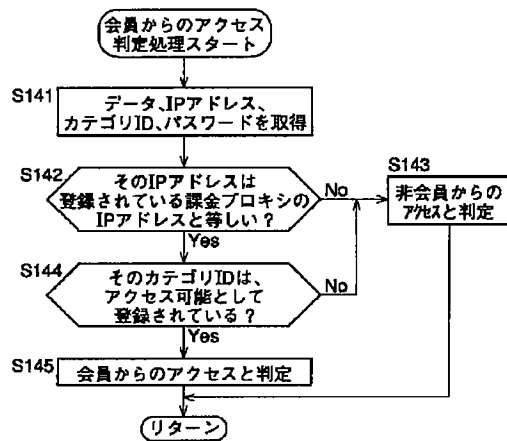 会員からのアクセス
判定処理スタート
S141
データ、IPアドレス、
カテゴリID、パスワードを取得
S142
そのIPアドレスは
登録されている課金プロキシの
IPアドレスと等しい？
No
Yes
S143
非会員からの
アクセスと判定
S144
そのカテゴリIDは、
アクセス可能として
登録されている？
No
Yes
S145
会員からのアクセスと判定
リターン